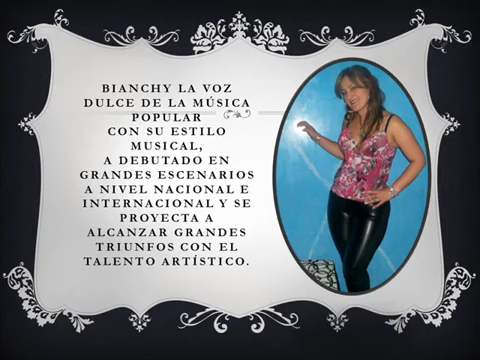 BIANCHY LA VOZ
DULCE DE LA MÚSICA
POPULAR
CON SU ESTILO
MUSICAL,
A DEBUTADO EN
GRANDES ESCENARIOS
A NIVEL NACIONAL E
INTERNACIONAL Y SE
PROYECTA A
ALCANZAR GRANDES
TRIUNFOS CON EL
TALENTO ARTÍSTICO.